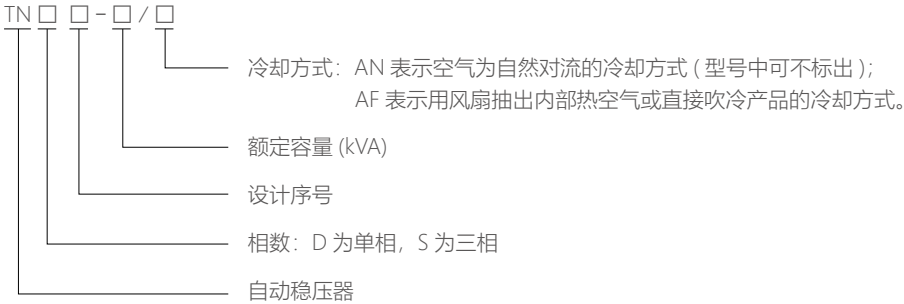 TN□ □-□/□
冷却方式：AN 表示空气为自然对流的冷却方式 ( 型号中可不标出 )；
AF 表示用风扇抽出内部热空气或直接吹冷产品的冷却方式。
额定容量 (kVA)
设计序号
相数：D 为单相，S 为三相
自动稳压器